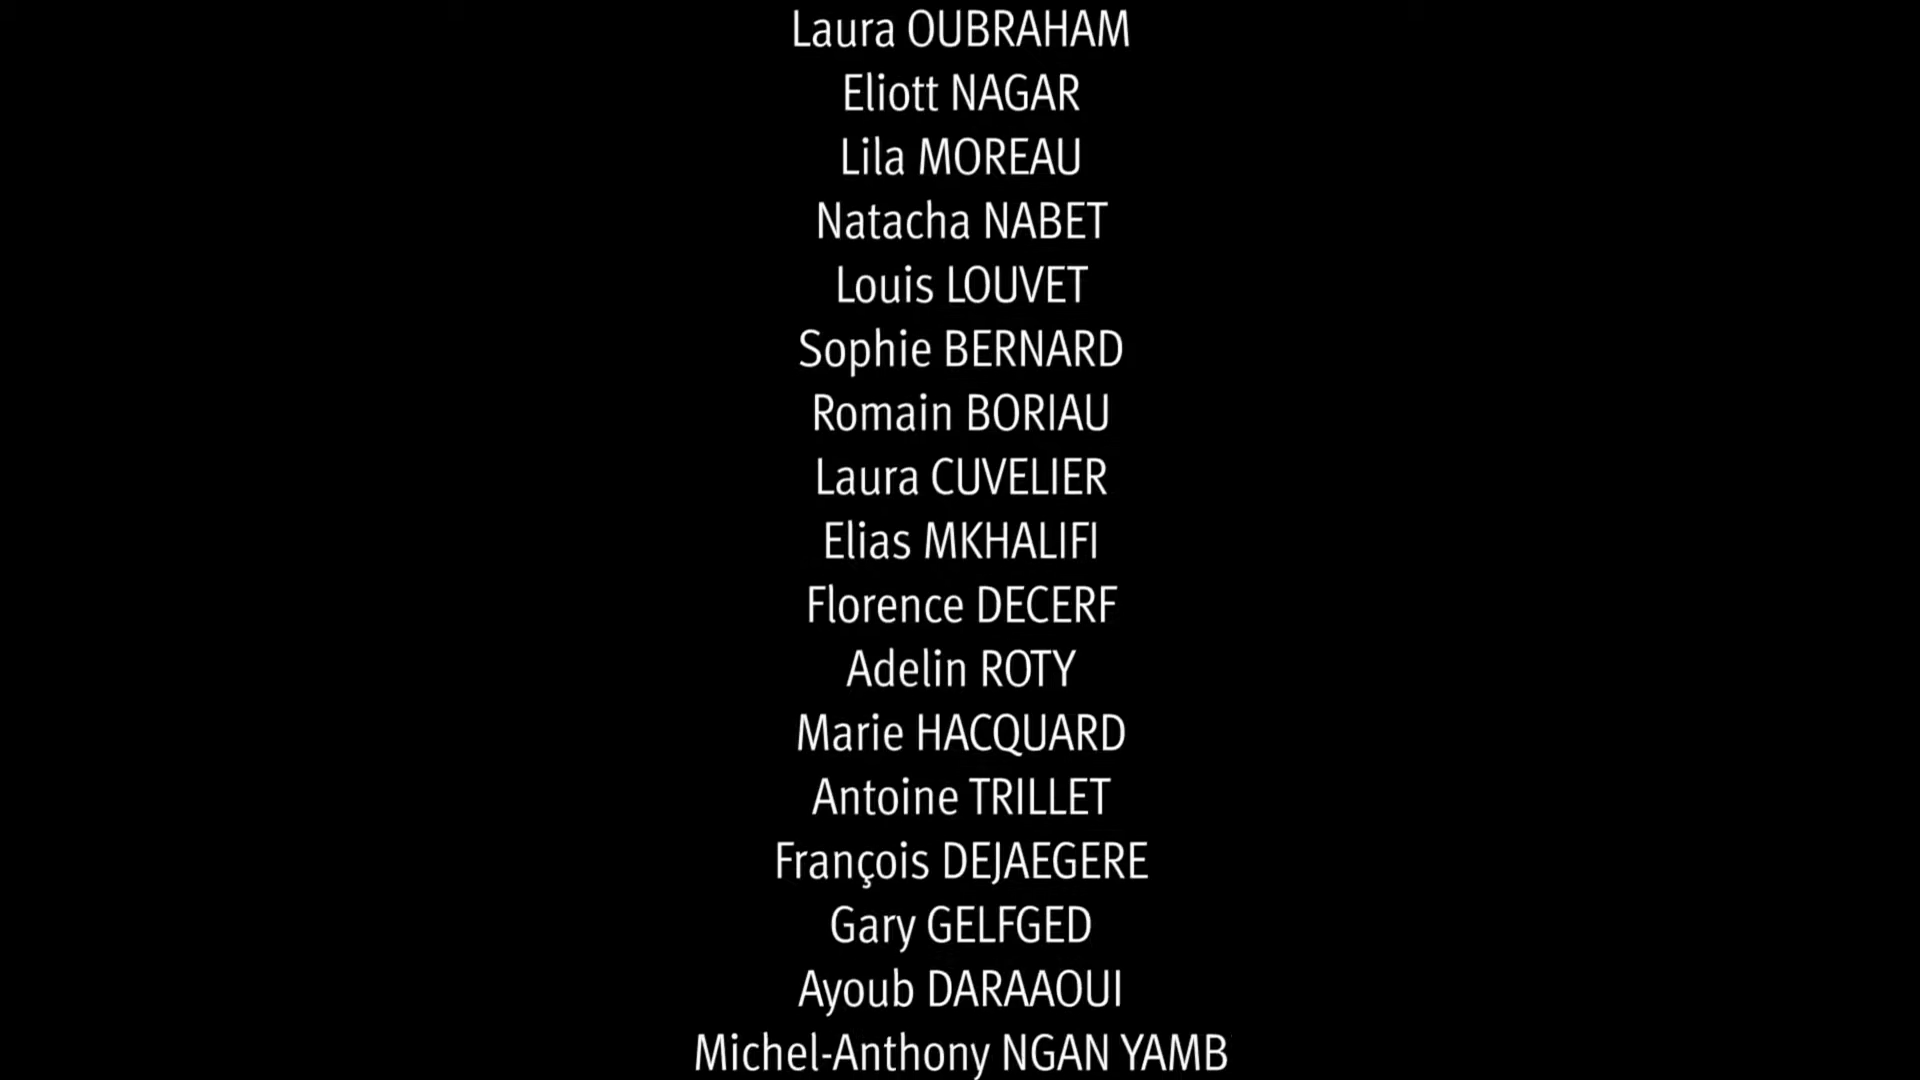 Laura OUBRAHAM
Eliott NAGAR
Lila MOREAU
Natacha NABET
Louis LOUVET
Sophie BERNARD
Romain BORIAU
Laura CUVELIER
Elias MKHALIFI
Florence DECERF
Adelin ROTY
Marie HACQUARD
Antoine TRILLET
François DEJAEGERE
Gary GELFGED
Ayoub DARAAOUI
Michel-Anthony NGAN YAMB